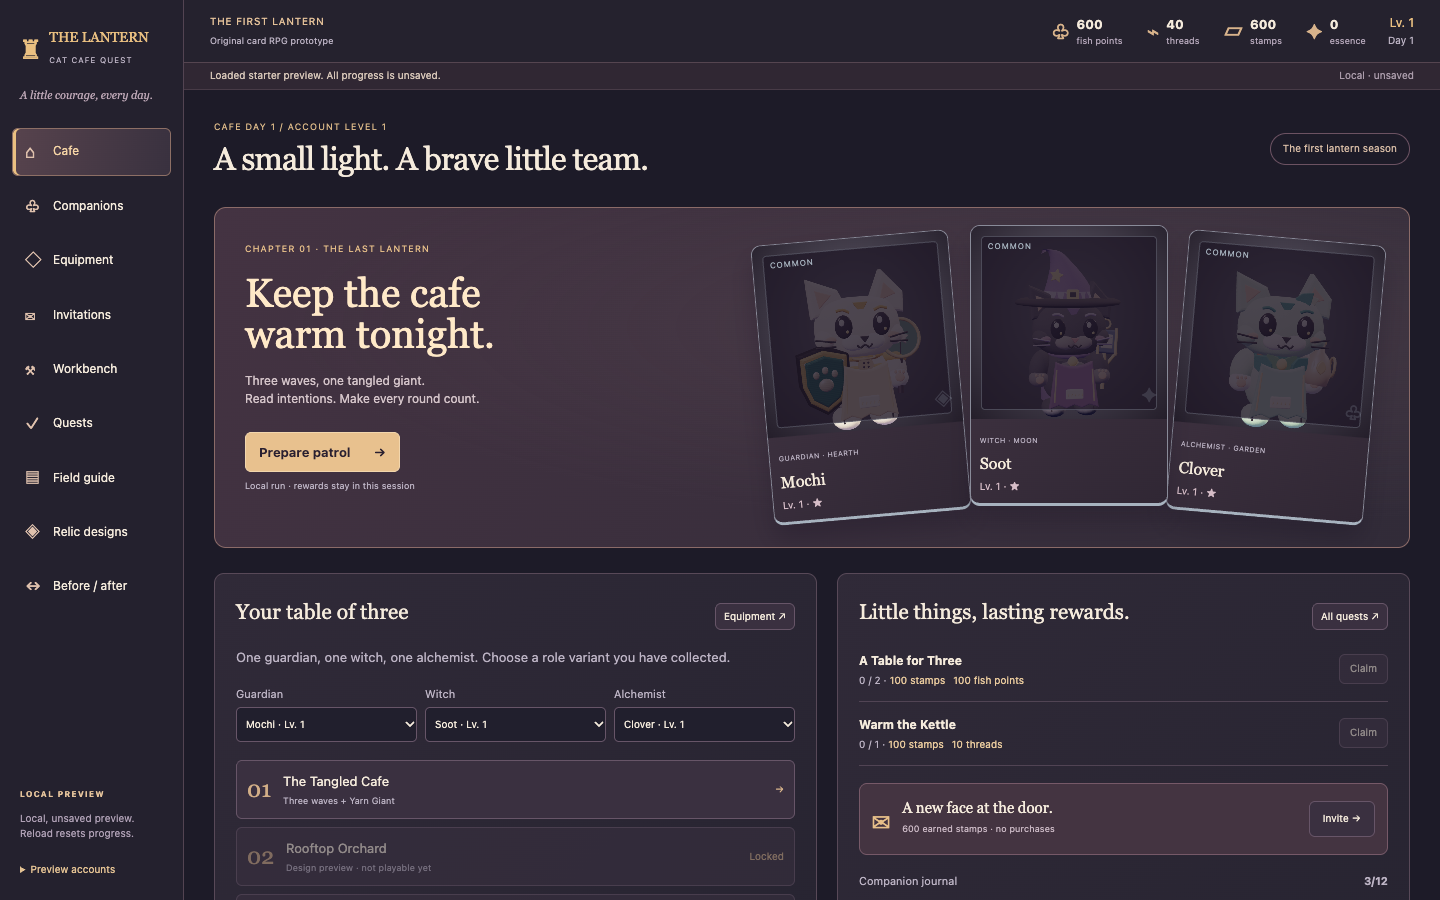 THE LANTERN
CAT CAFE QUEST
A little courage, every day.
Cafe
Companions
Equipment
Invitations
Workbench
Quests
Field guide
Relic designs
Before / after
LOCAL PREVIEW
Local, unsaved preview.
Reload resets progress.
Preview accounts
THE FIRST LANTERN
Original card RPG prototype
600 fish points
40 threads
600 stamps
0 essence
Lv. 1
Day 1
Loaded starter preview. All progress is unsaved.
Local · unsaved
CAFE DAY 1 / ACCOUNT LEVEL 1
A small light. A brave little team.
The first lantern season
CHAPTER 01 · THE LAST LANTERN
Keep the cafe
warm tonight.
Three waves, one tangled giant.
Read intentions. Make every round count.
Prepare patrol →
Local run · rewards stay in this session
COMMON
GUARDIAN · HEARTH
Mochi
Lv. 1 · ★
COMMON
WITCH · MOON
Soot
Lv. 1 · ★
COMMON
ALCHEMIST · GARDEN
Clover
Lv. 1 · ★
Your table of three
Equipment ↗
One guardian, one witch, one alchemist. Choose a role variant you have collected.
Guardian
Mochi · Lv. 1
Witch
Soot · Lv. 1
Alchemist
Clover · Lv. 1
01
The Tangled Cafe
Three waves + Yarn Giant
→
02
Rooftop Orchard
Design preview · not playable yet
Locked
Little things, lasting rewards.
All quests ↗
A Table for Three
0 / 2 · 100 stamps 100 fish points
Claim
Warm the Kettle
0 / 1 · 100 stamps 10 threads
Claim
A new face at the door.
600 earned stamps · no purchases
Invite →
Companion journal
3/12